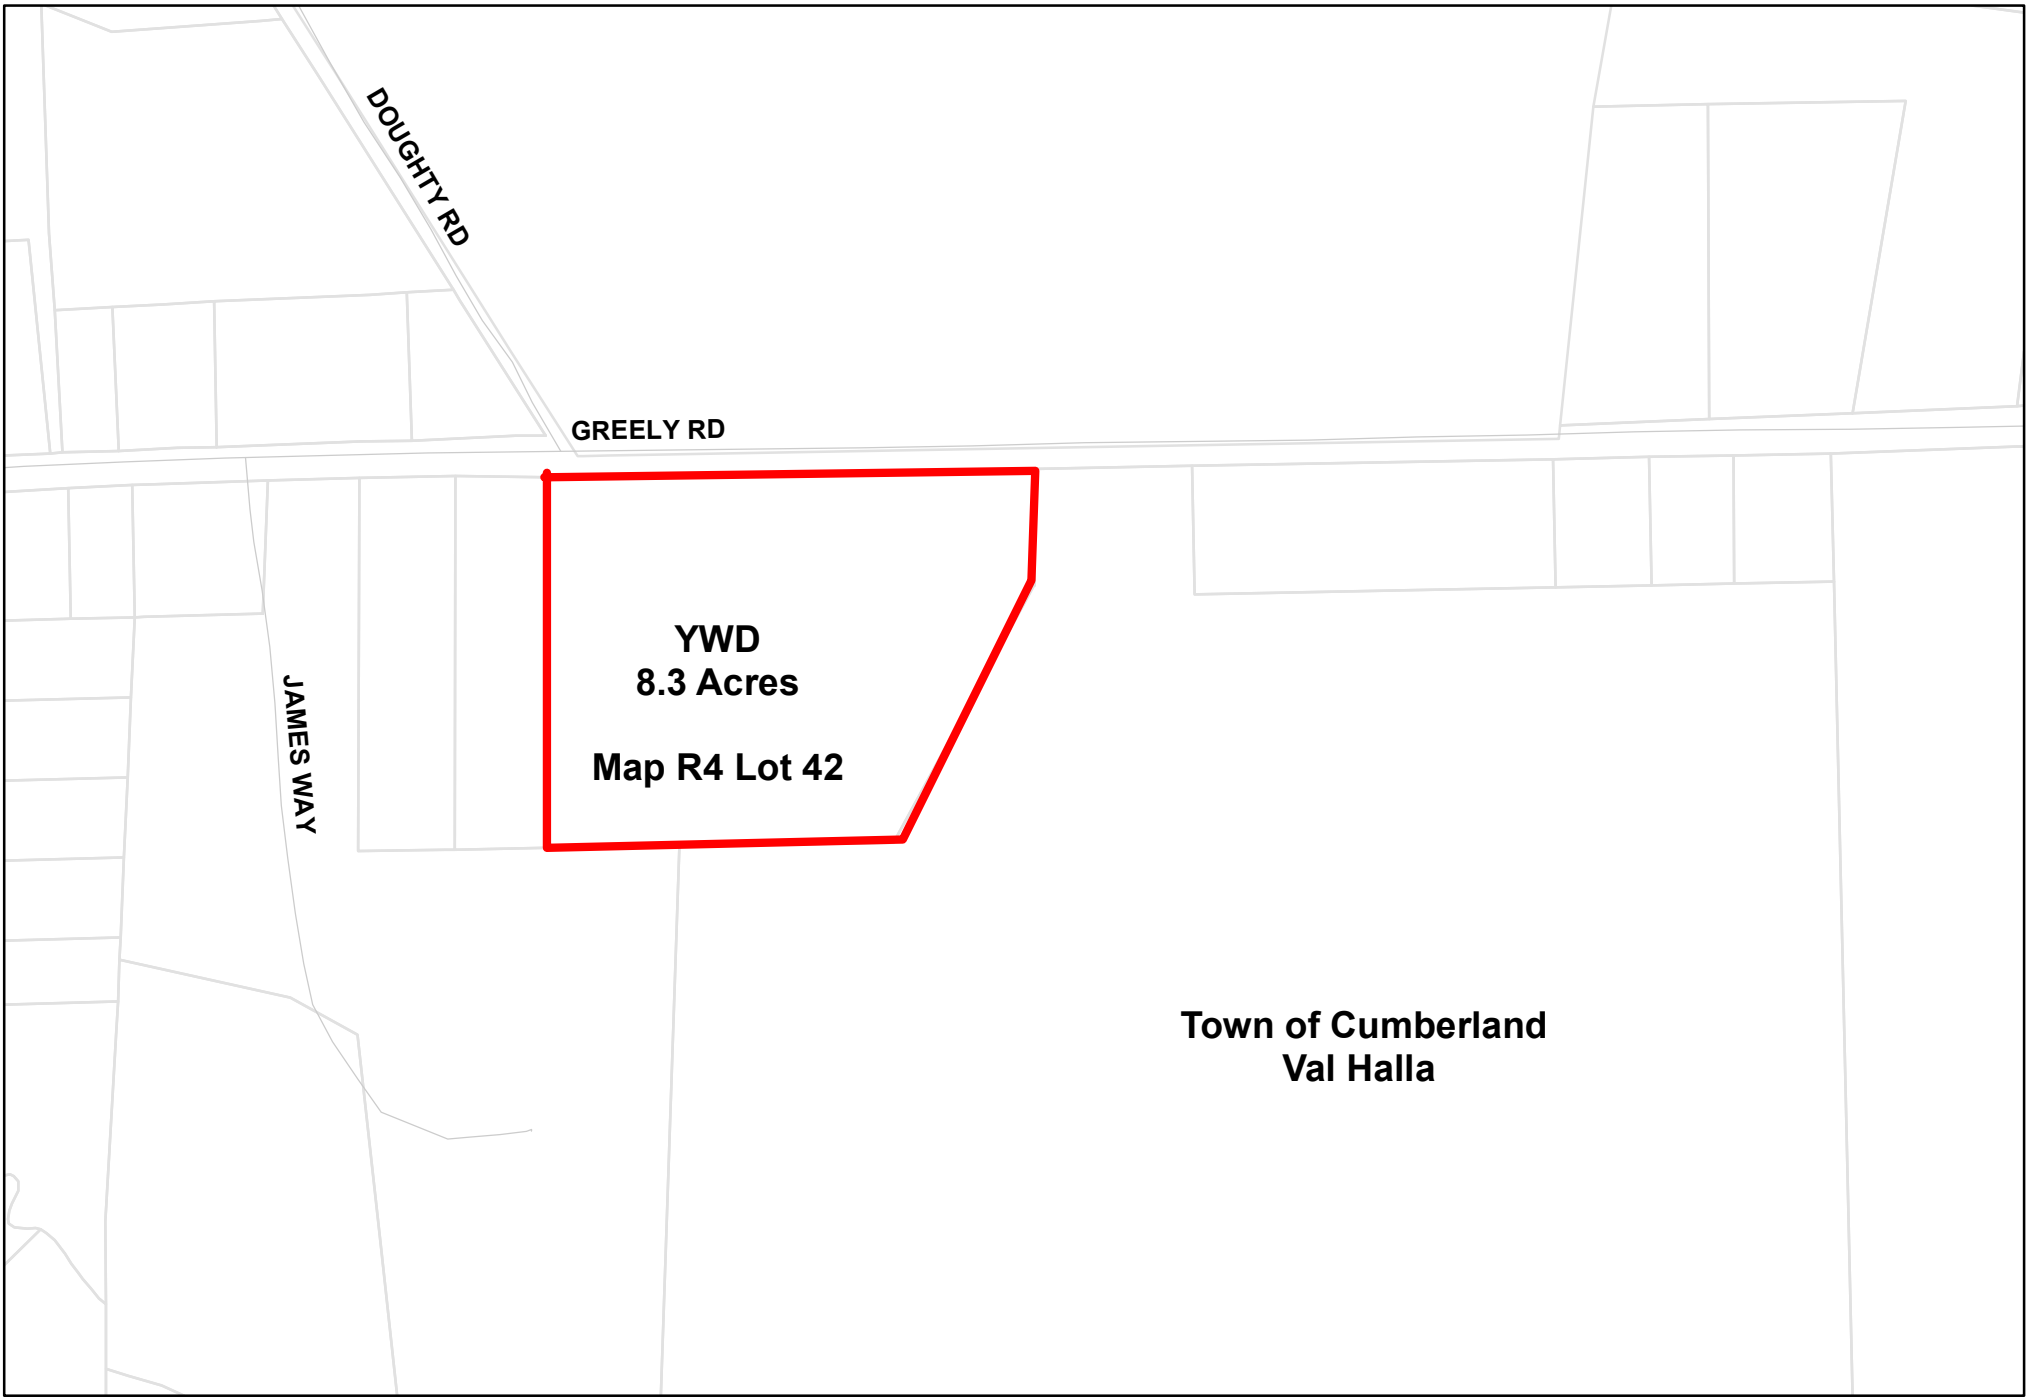 DOUGHTY RD
GREELY RD
YWD
8.3 Acres
Map R4 Lot 42
JAMES WAY
Town of Cumberland
Val Halla